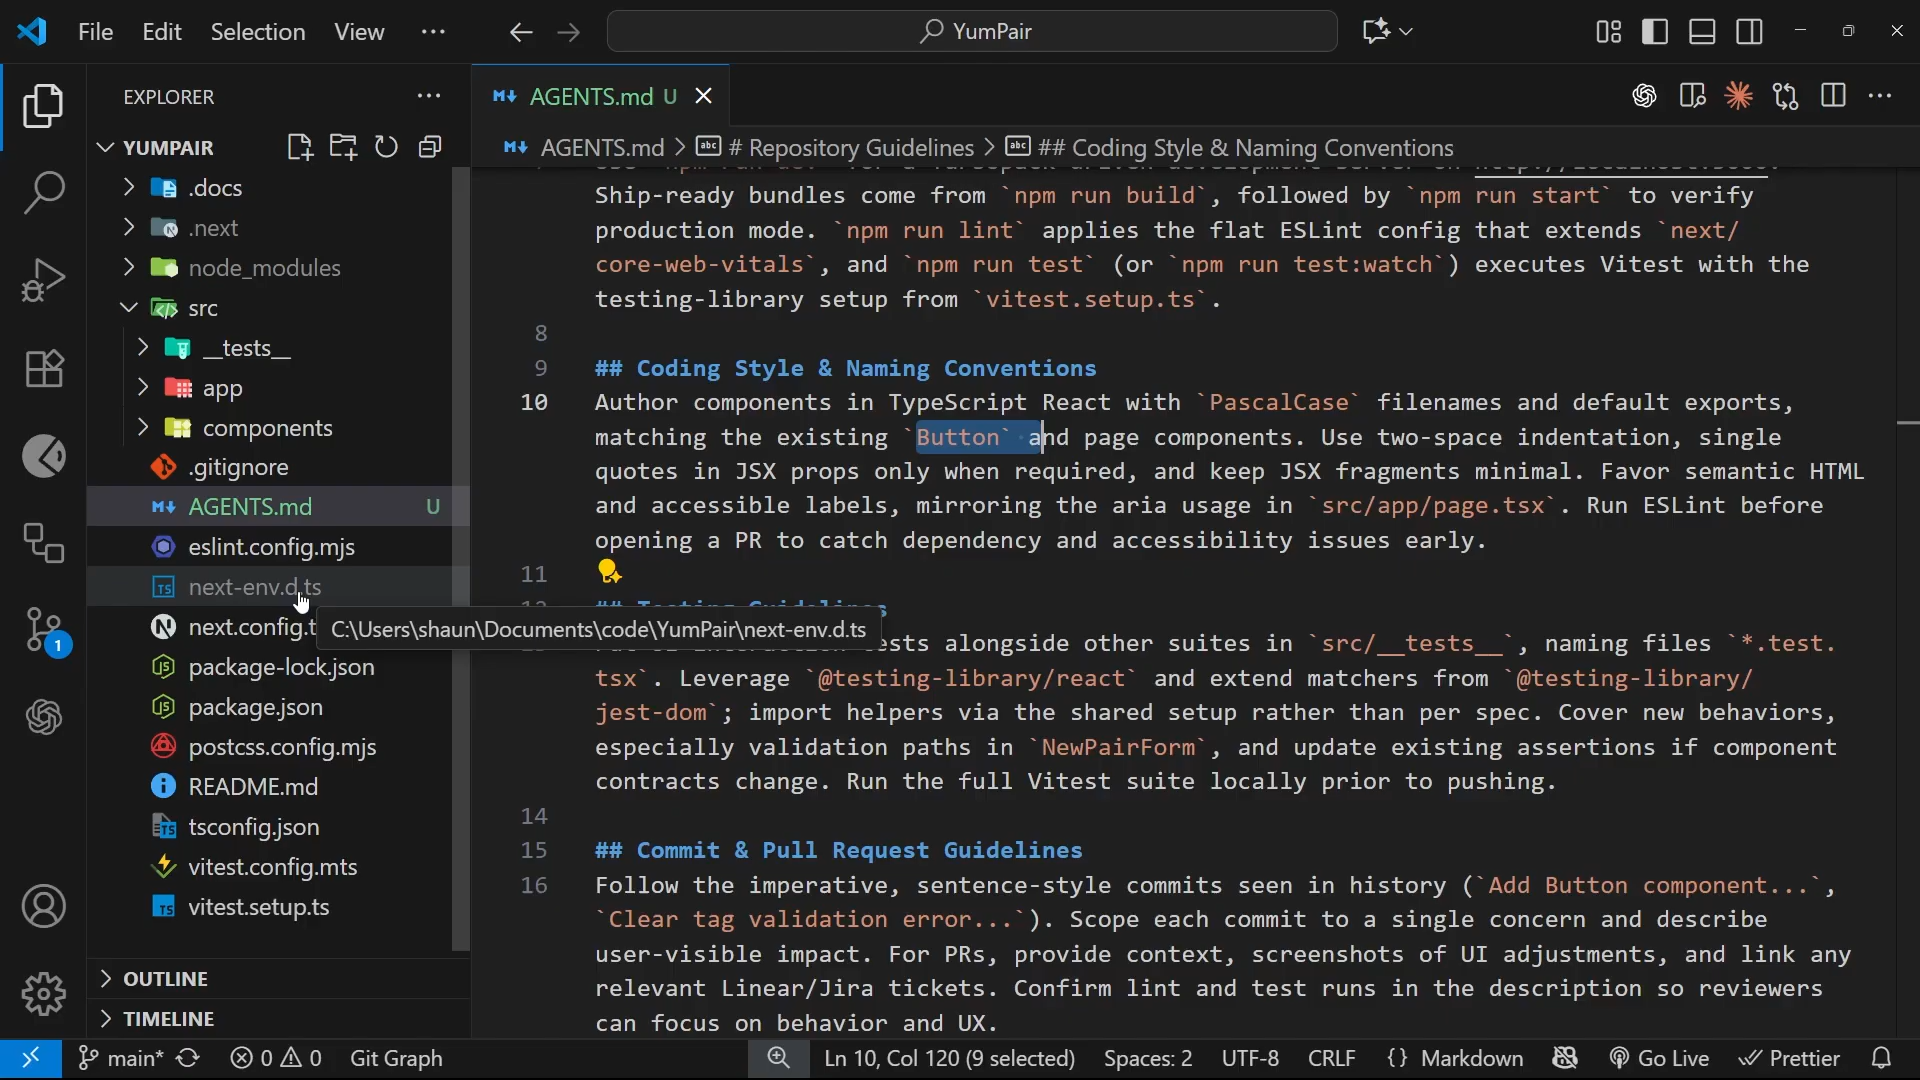 File Edit Selection View ··· YumPair
EXPLORER ···
YUMPAIR
.docs
.next
node_modules
src
__tests__
app
components
.gitignore
AGENTS.md U
eslint.config.mjs
next-env.d.ts
next.config.t
package-lock.json
package.json
postcss.config.mjs
README.md
tsconfig.json
vitest.config.mts
vitest.setup.ts
OUTLINE
TIMELINE
1
AGENTS.md U
AGENTS.md > # Repository Guidelines > ## Coding Style & Naming Conventions
Ship-ready bundles come from `npm run build`, followed by `npm run start` to verify
production mode. `npm run lint` applies the flat ESLint config that extends `next/
core-web-vitals`, and `npm run test` (or `npm run test:watch`) executes Vitest with the
testing-library setup from `vitest.setup.ts`.
8
9 ## Coding Style & Naming Conventions
10 Author components in TypeScript React with `PascalCase` filenames and default exports,
matching the existing `Button` and page components. Use two-space indentation, single
quotes in JSX props only when required, and keep JSX fragments minimal. Favor semantic HTML
and accessible labels, mirroring the aria usage in `src/app/page.tsx`. Run ESLint before
opening a PR to catch dependency and accessibility issues early.
11
C:\Users\shaun\Documents\code\YumPair\next-env.d.ts
tests alongside other suites in `src/__tests__`, naming files `*.test.
tsx`. Leverage `@testing-library/react` and extend matchers from `@testing-library/
jest-dom`; import helpers via the shared setup rather than per spec. Cover new behaviors,
especially validation paths in `NewPairForm`, and update existing assertions if component
contracts change. Run the full Vitest suite locally prior to pushing.
14
15 ## Commit & Pull Request Guidelines
16 Follow the imperative, sentence-style commits seen in history (`Add Button component...`,
`Clear tag validation error...`). Scope each commit to a single concern and describe
user-visible impact. For PRs, provide context, screenshots of UI adjustments, and link any
relevant Linear/Jira tickets. Confirm lint and test runs in the description so reviewers
can focus on behavior and UX.
main* 0 0 Git Graph Ln 10, Col 120 (9 selected) Spaces: 2 UTF-8 CRLF {} Markdown Go Live Prettier